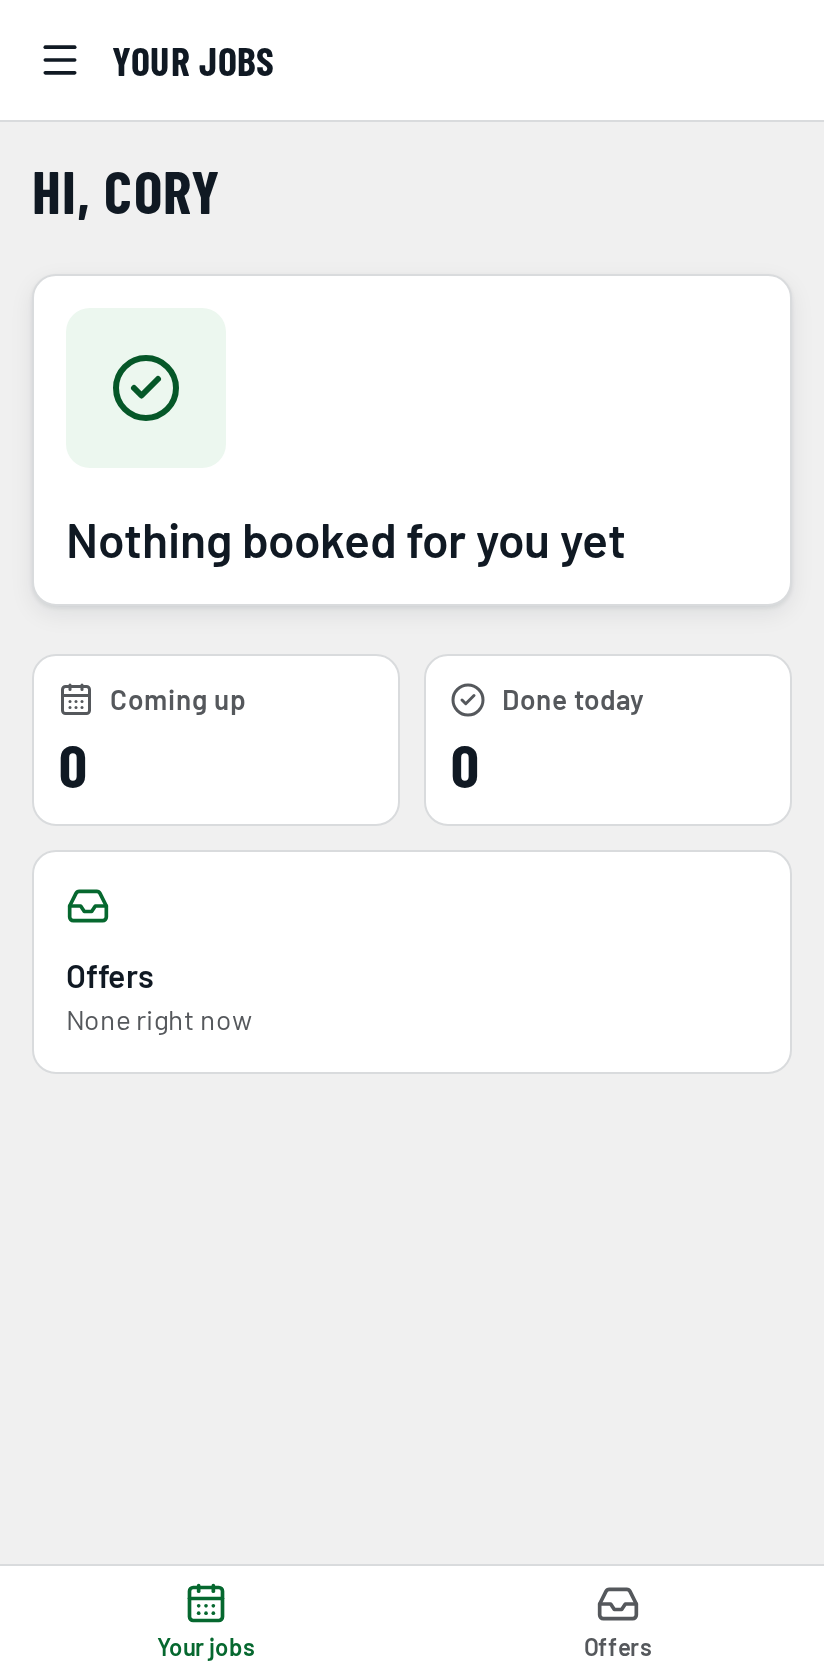 YOUR JOBS
HI, CORY
Nothing booked for you yet
Coming up
0
Done today
0
Offers
None right now
Your jobs
Offers